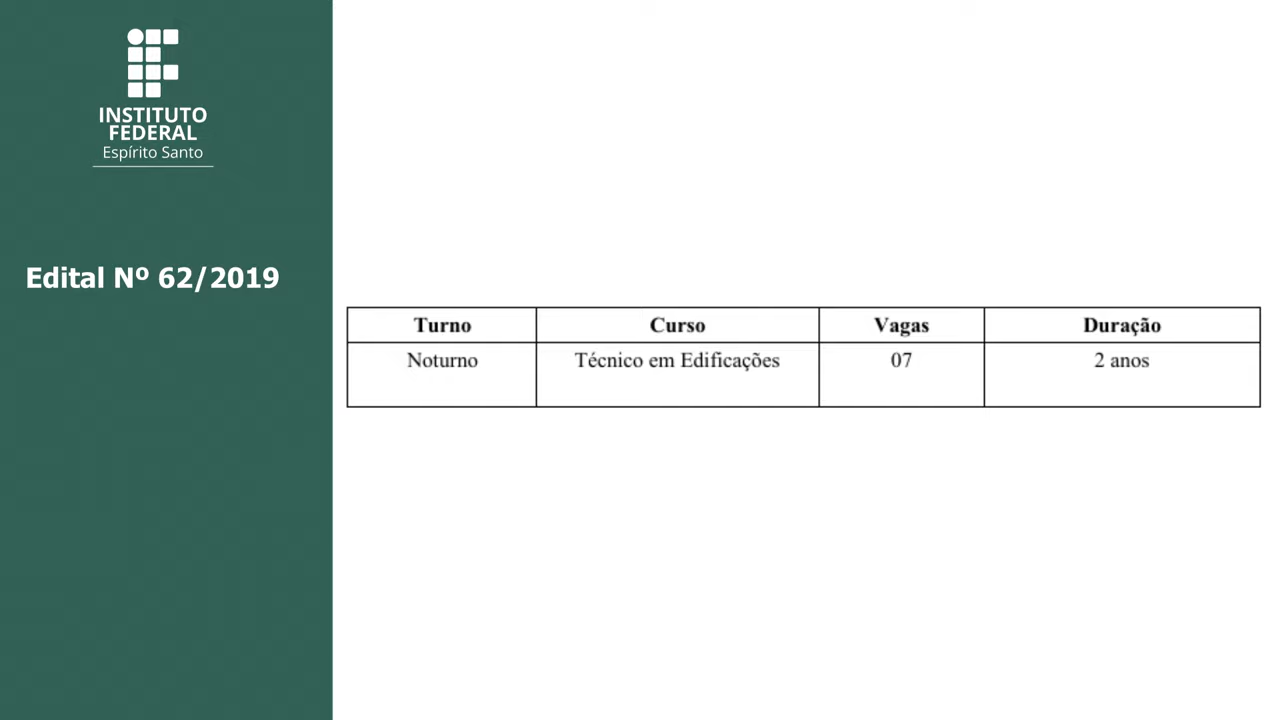 INSTITUTO
FEDERAL
Espírito Santo
Edital Nº 62/2019
Turno Curso Vagas Duração
Noturno Técnico em Edificações 07 2 anos